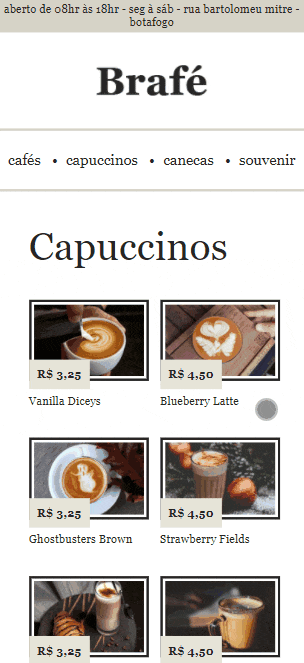 aberto de 08hr às 18hr - seg à sáb - rua bartolomeu mitre -
botafogo
Brafé
cafés • capuccinos • canecas • souvenir
Capuccinos
R$ 3,25 R$ 4,50
Vanilla Diceys Blueberry Latte
R$ 3,25 R$ 4,50
Ghostbusters Brown Strawberry Fields
R$ 3,25 R$ 4,50